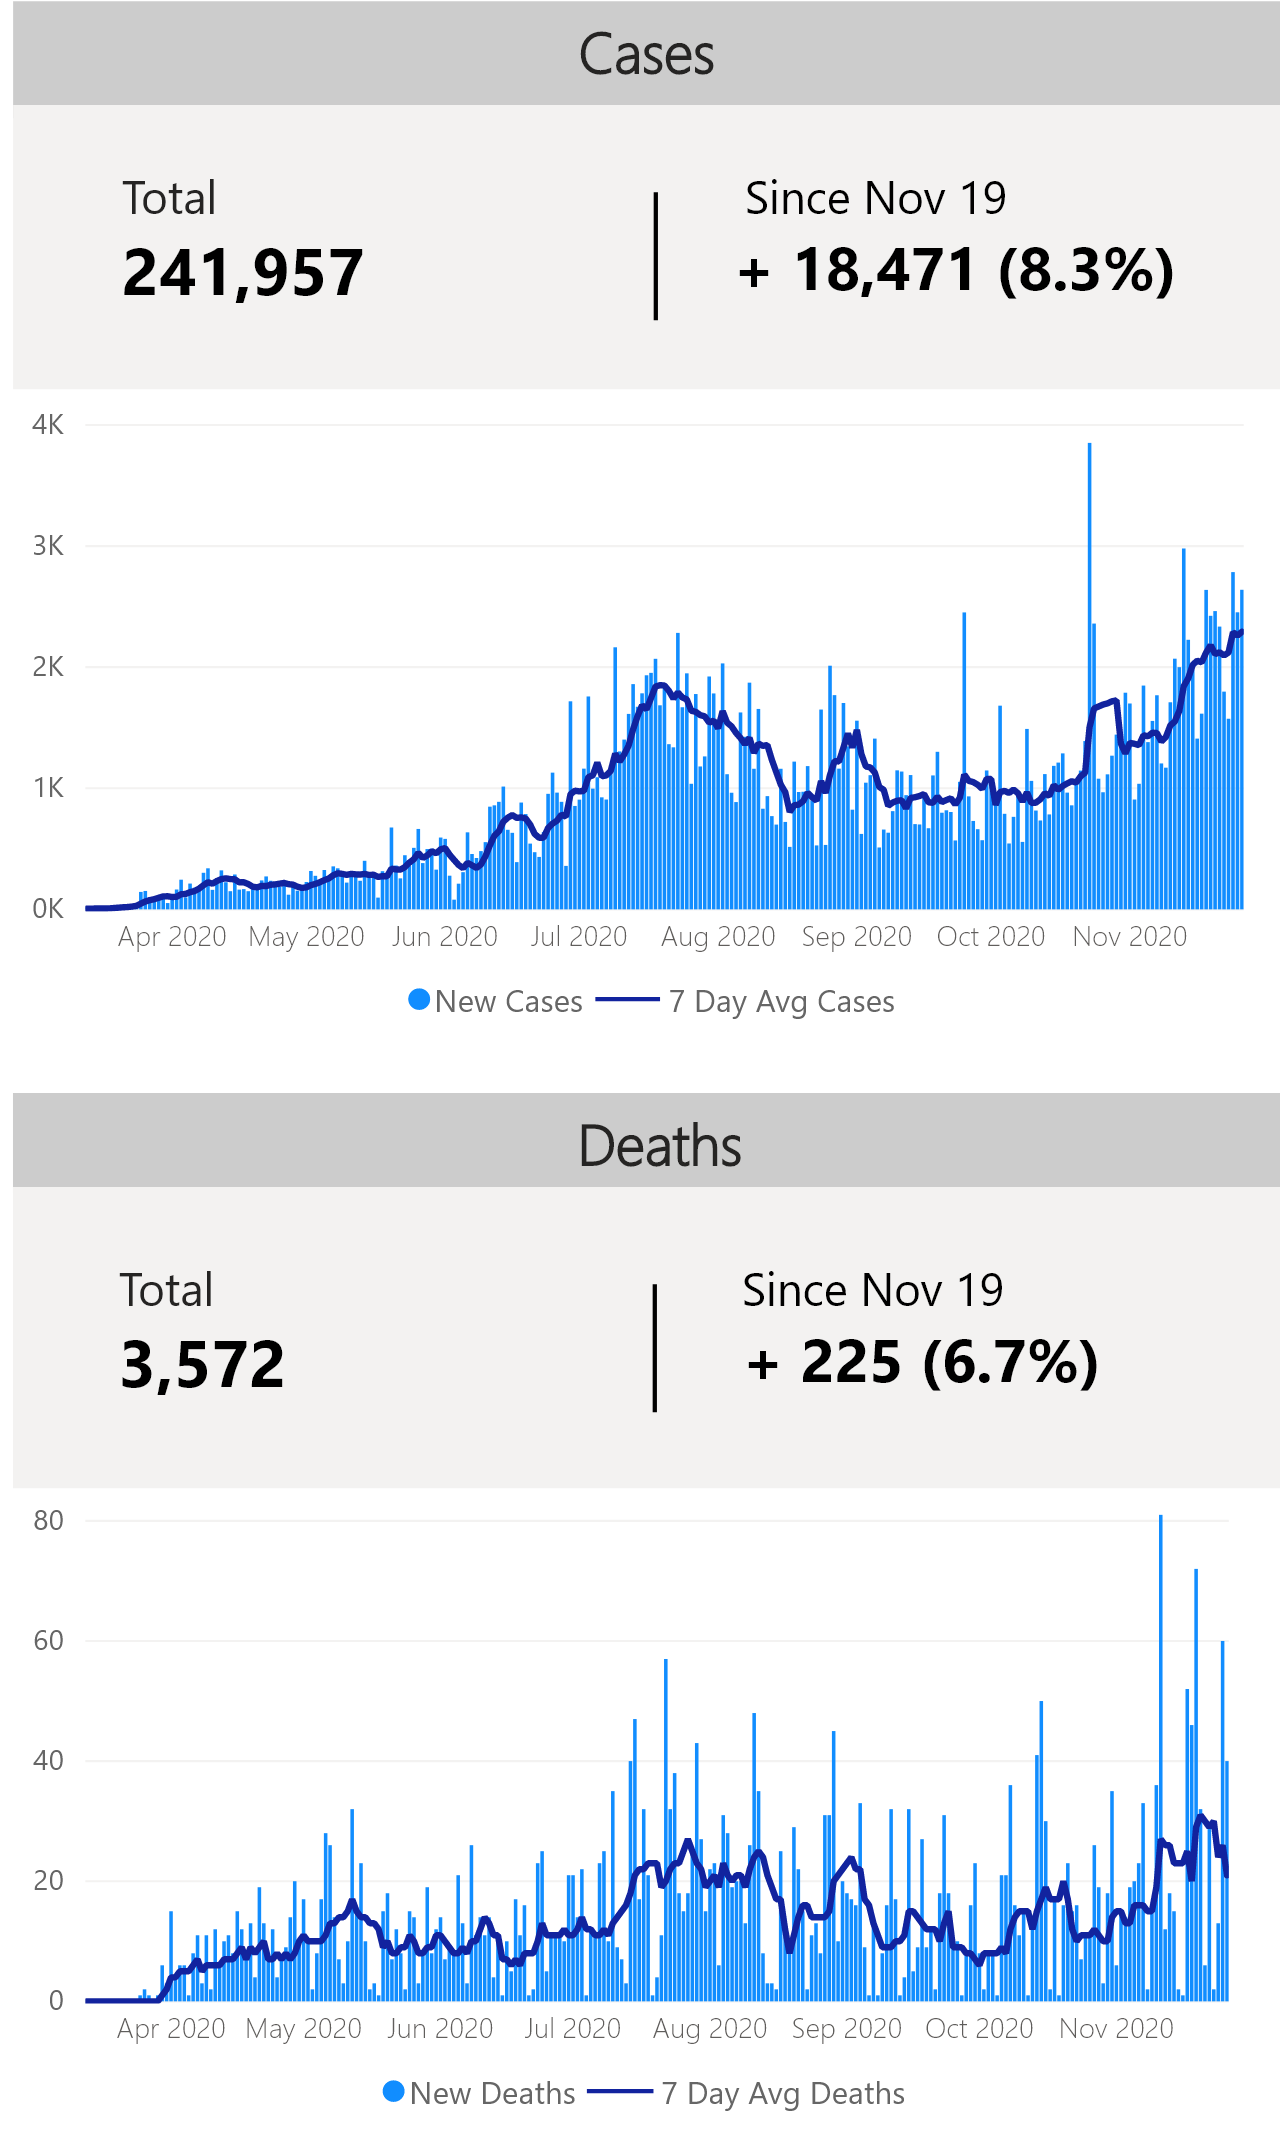 Cases
Total
Since Nov 19
241,957
+ 18,471 (8.3%)
4K
3K
2K
1K
0K
Apr 2020 May 2020 Jun 2020 Jul 2020 Aug 2020 Sep 2020 Oct 2020 Nov 2020
New Cases 7 Day Avg Cases
Deaths
Total
Since Nov 19
3,572
+ 225 (6.7%)
80
60
40
20
0
Apr 2020 May 2020 Jun 2020 Jul 2020 Aug 2020 Sep 2020 Oct 2020 Nov 2020
New Deaths 7 Day Avg Deaths